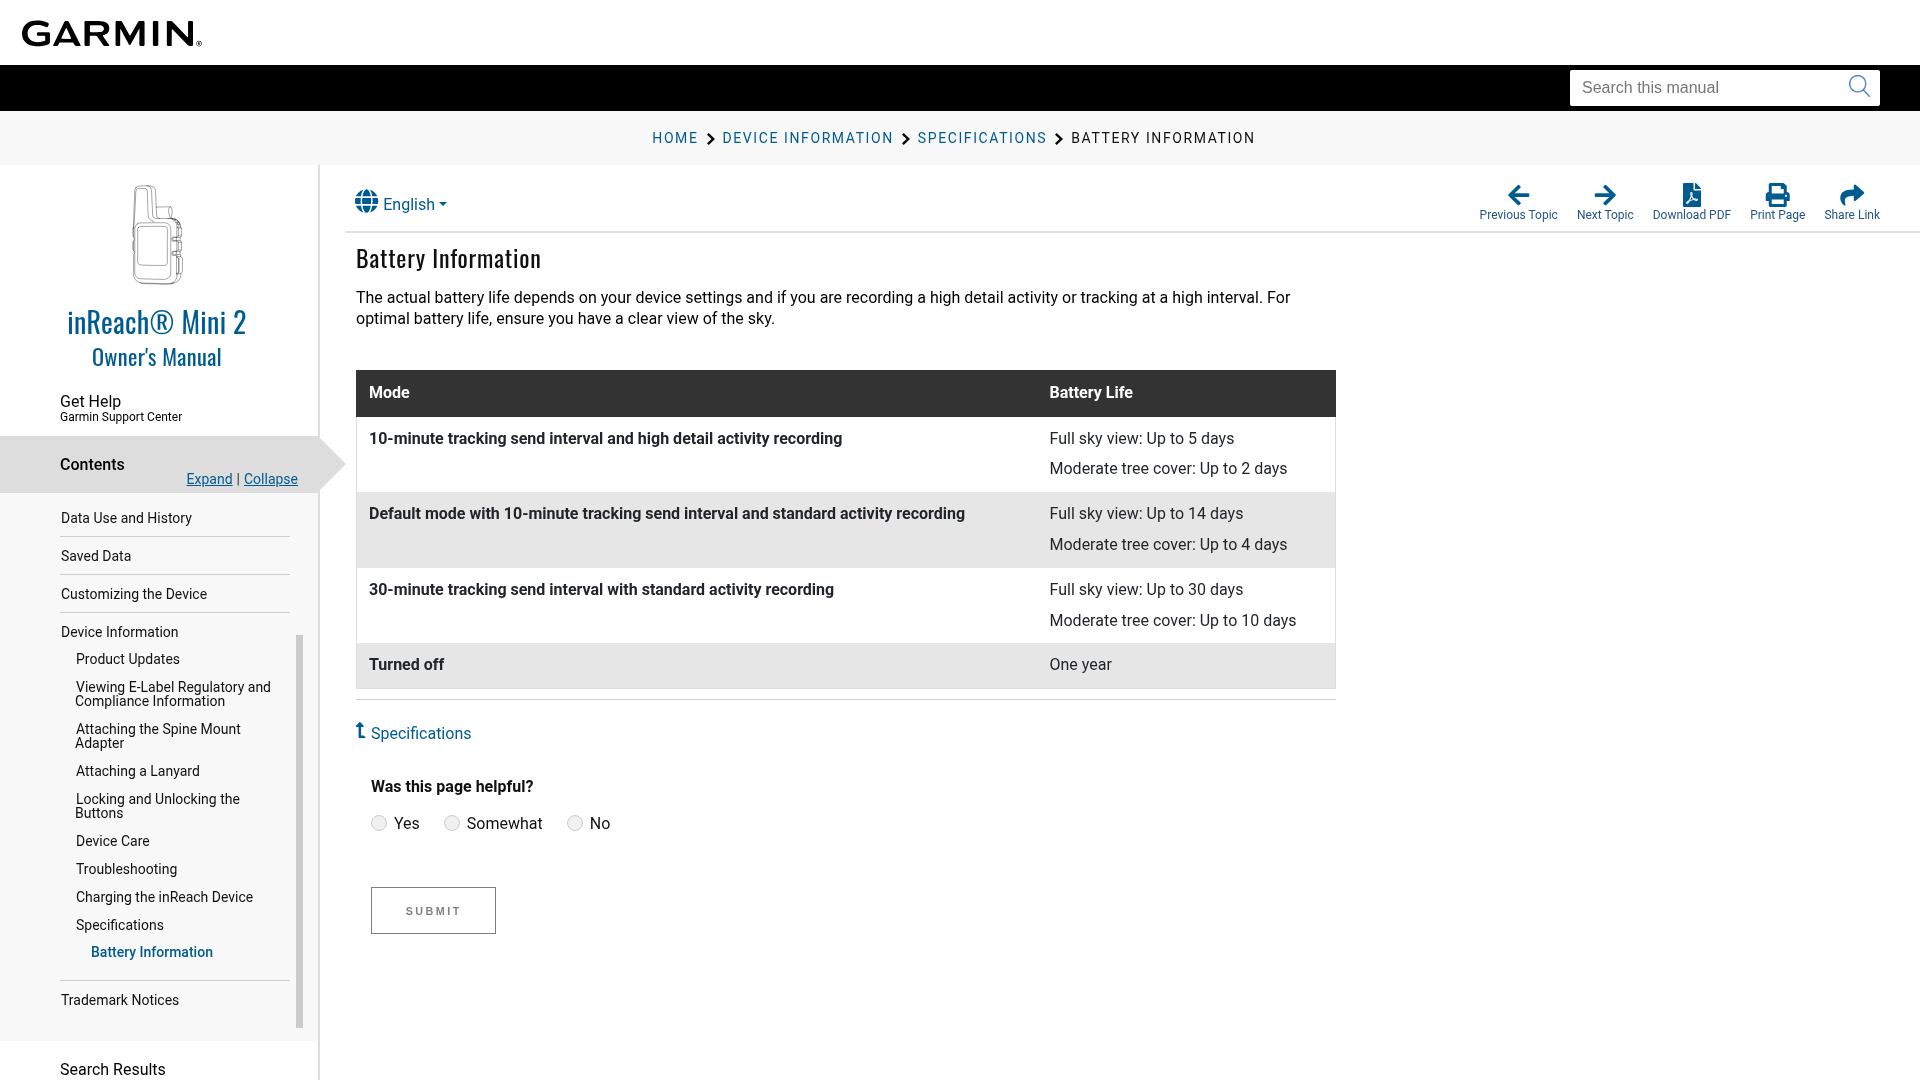 GARMIN®
Search this manual
HOME > DEVICE INFORMATION > SPECIFICATIONS > BATTERY INFORMATION
inReach® Mini 2
Owner's Manual
Get Help
Garmin Support Center
Contents
Expand | Collapse
Data Use and History
Saved Data
Customizing the Device
Device Information
Product Updates
Viewing E-Label Regulatory and
Compliance Information
Attaching the Spine Mount
Adapter
Attaching a Lanyard
Locking and Unlocking the
Buttons
Device Care
Troubleshooting
Charging the inReach Device
Specifications
Battery Information
Trademark Notices
Search Results
English
Previous Topic
Next Topic
Download PDF
Print Page
Share Link
Battery Information
The actual battery life depends on your device settings and if you are recording a high detail activity or tracking at a high interval. For
optimal battery life, ensure you have a clear view of the sky.
Mode Battery Life
10-minute tracking send interval and high detail activity recording Full sky view: Up to 5 days
Moderate tree cover: Up to 2 days
Default mode with 10-minute tracking send interval and standard activity recording Full sky view: Up to 14 days
Moderate tree cover: Up to 4 days
30-minute tracking send interval with standard activity recording Full sky view: Up to 30 days
Moderate tree cover: Up to 10 days
Turned off One year
Specifications
Was this page helpful?
Yes Somewhat No
SUBMIT